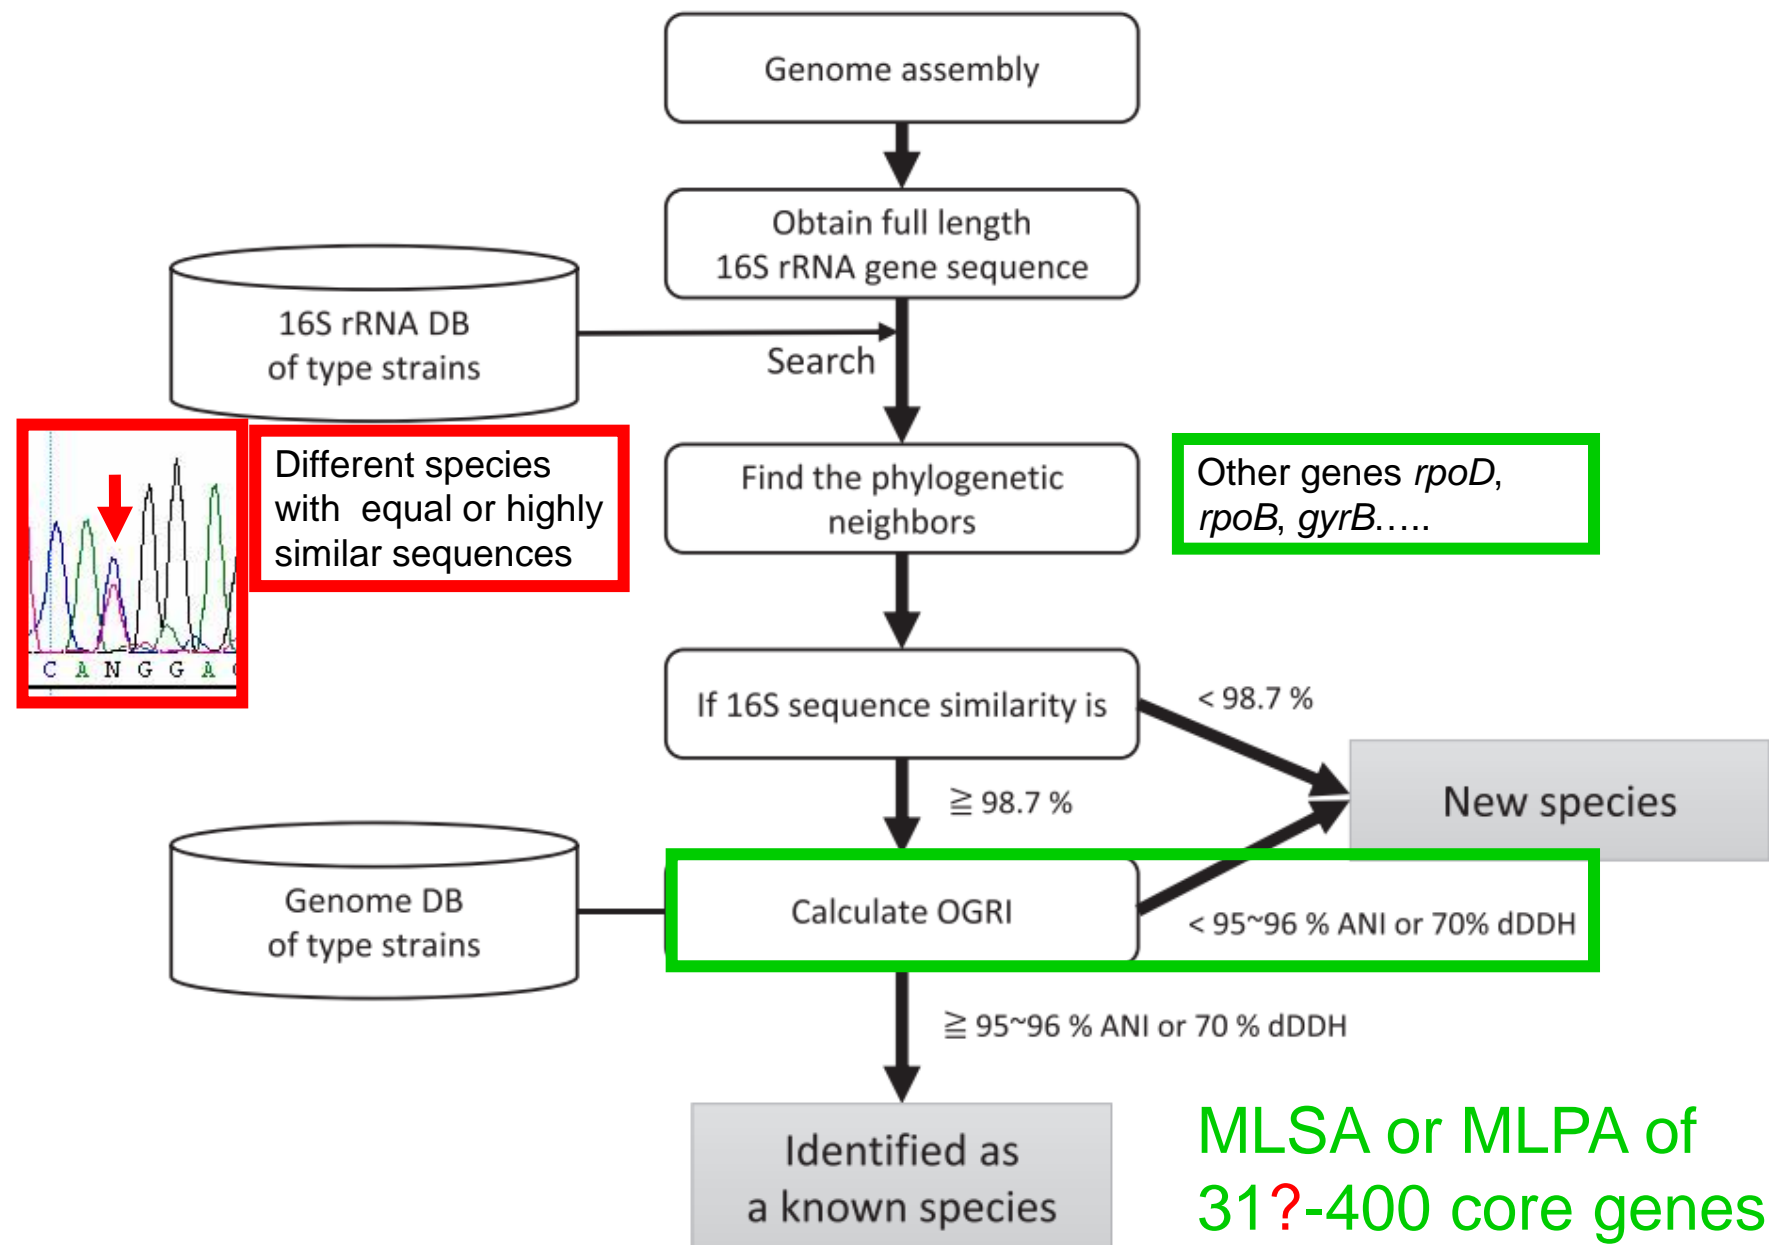 Genome assembly
Obtain full length
16S rRNA gene sequence
16S rRNA DB
of type strains
Search
Different species
with equal or highly
similar sequences
C A N G G A
Find the phylogenetic
neighbors
Other genes rpoD,
rpoB, gyrB…..
If 16S sequence similarity is
< 98.7 %
≧ 98.7 %
New species
Genome DB
of type strains
Calculate OGRI
< 95~96 % ANI or 70% dDDH
≧ 95~96 % ANI or 70 % dDDH
Identified as
a known species
MLSA or MLPA of
31?-400 core genes